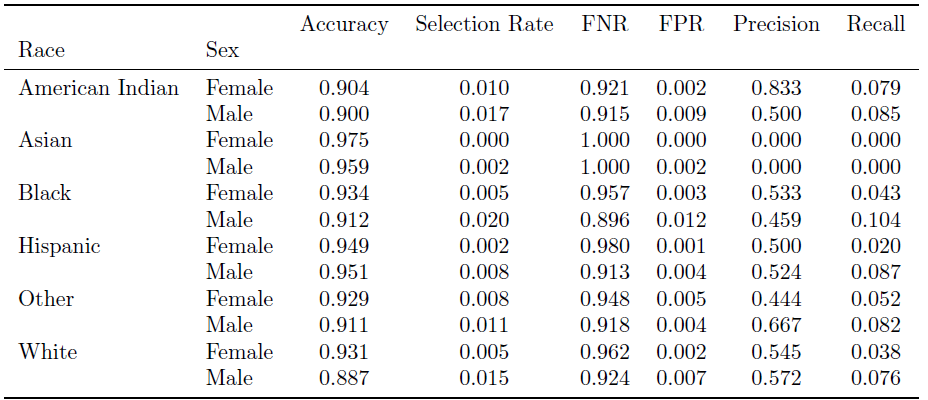 Accuracy Selection Rate FNR FPR Precision Recall
Race Sex
American Indian Female 0.904 0.010 0.921 0.002 0.833 0.079
Male 0.900 0.017 0.915 0.009 0.500 0.085
Asian Female 0.975 0.000 1.000 0.000 0.000 0.000
Male 0.959 0.002 1.000 0.002 0.000 0.000
Black Female 0.934 0.005 0.957 0.003 0.533 0.043
Male 0.912 0.020 0.896 0.012 0.459 0.104
Hispanic Female 0.949 0.002 0.980 0.001 0.500 0.020
Male 0.951 0.008 0.913 0.004 0.524 0.087
Other Female 0.929 0.008 0.948 0.005 0.444 0.052
Male 0.911 0.011 0.918 0.004 0.667 0.082
White Female 0.931 0.005 0.962 0.002 0.545 0.038
Male 0.887 0.015 0.924 0.007 0.572 0.076